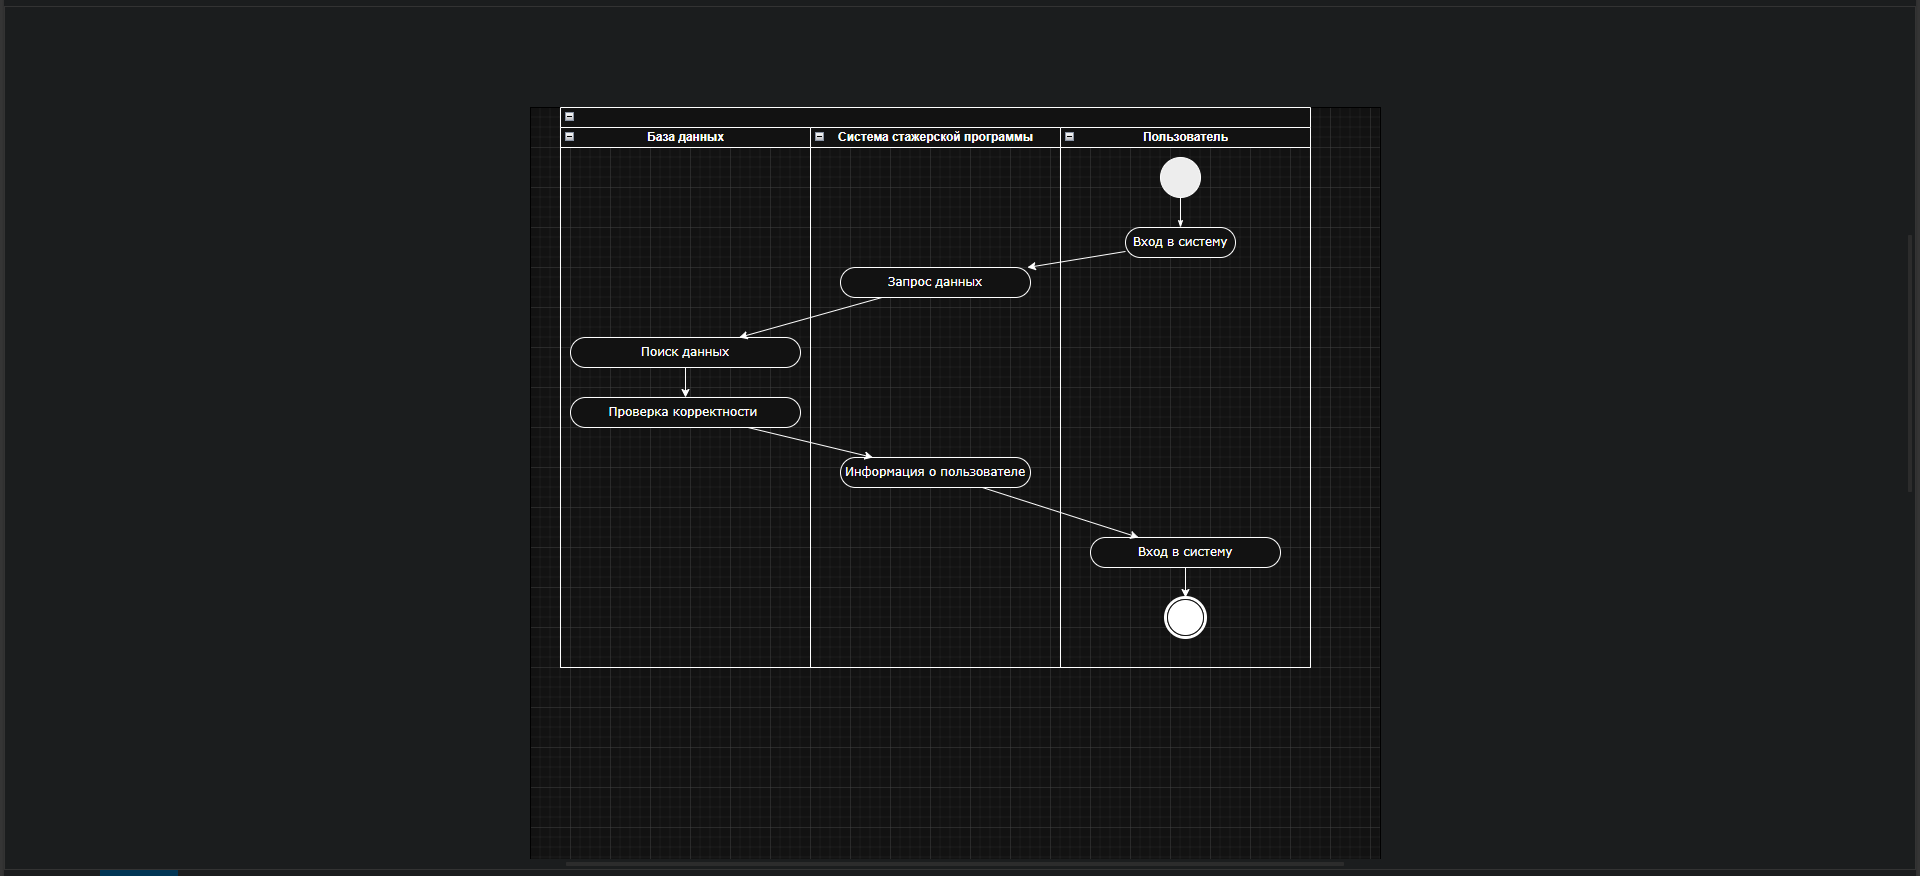 База данных
Система стажерской программы
Пользователь
Вход в систему
Запрос данных
Поиск данных
Проверка корректности
Информация о пользователе
Вход в систему